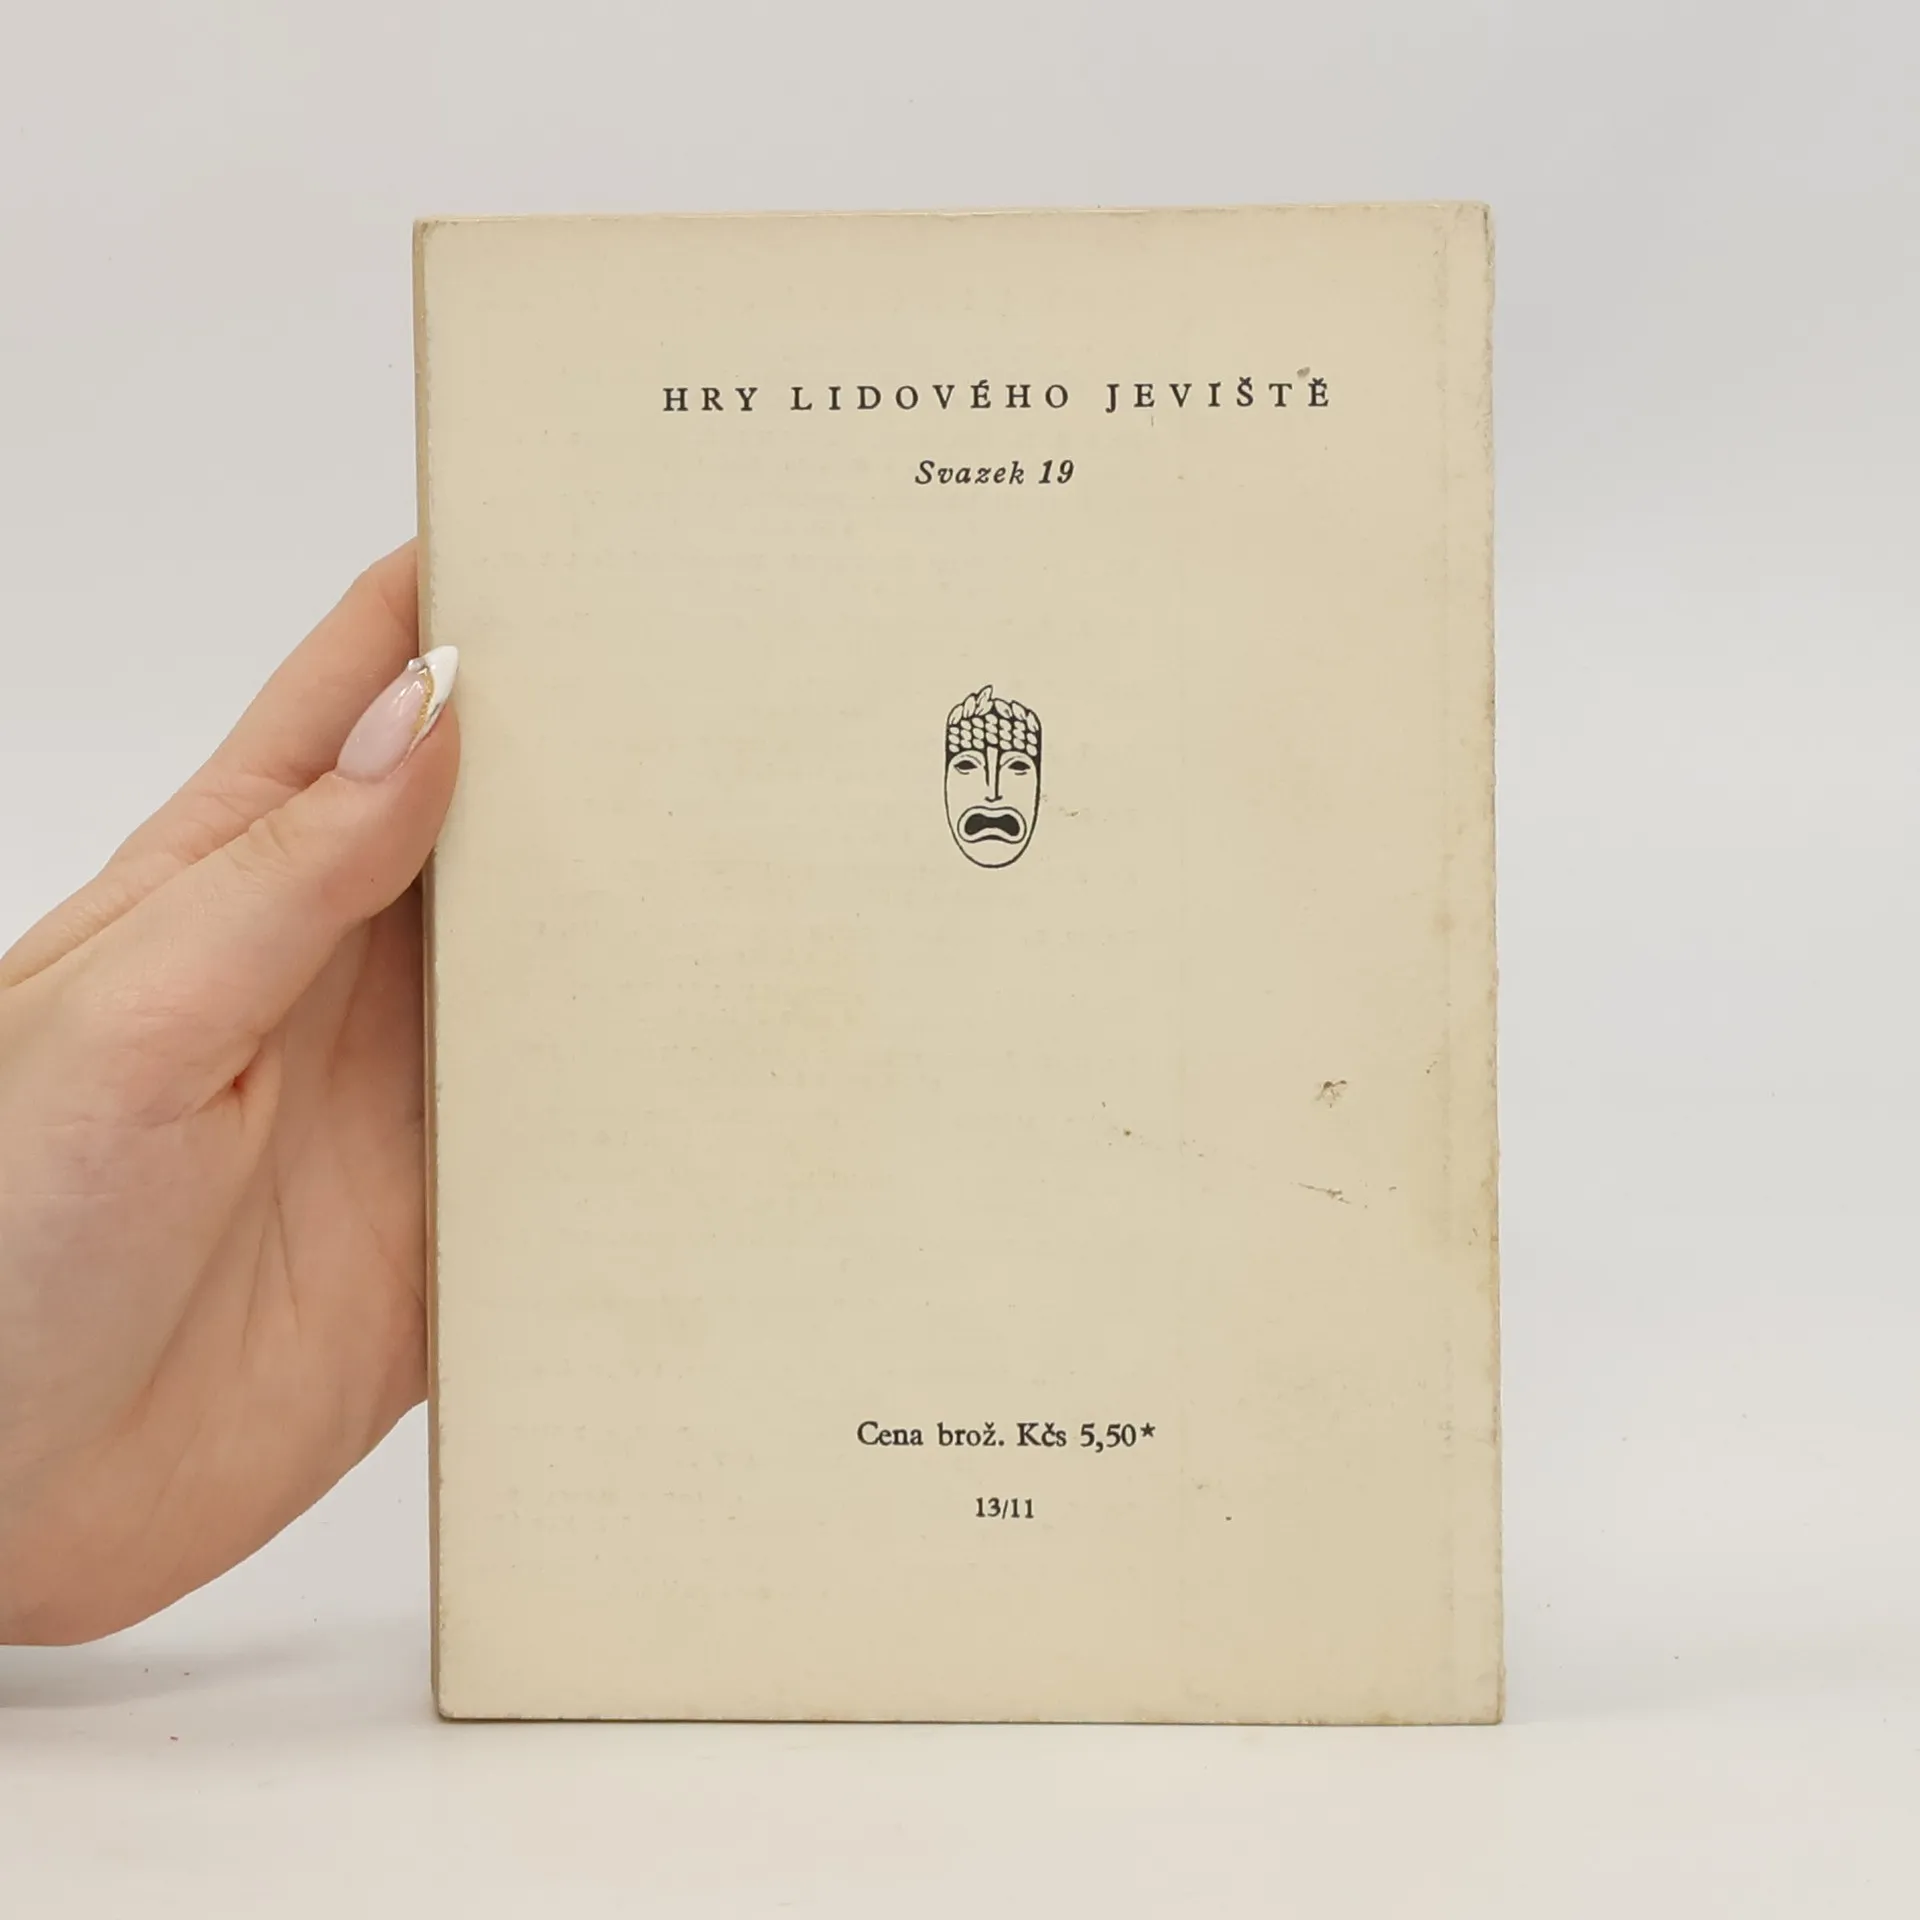 HRY LIDOVÉHO JEVIŠTĚ
Svazek 19
Cena brož. Kčs 5,50*
13/11